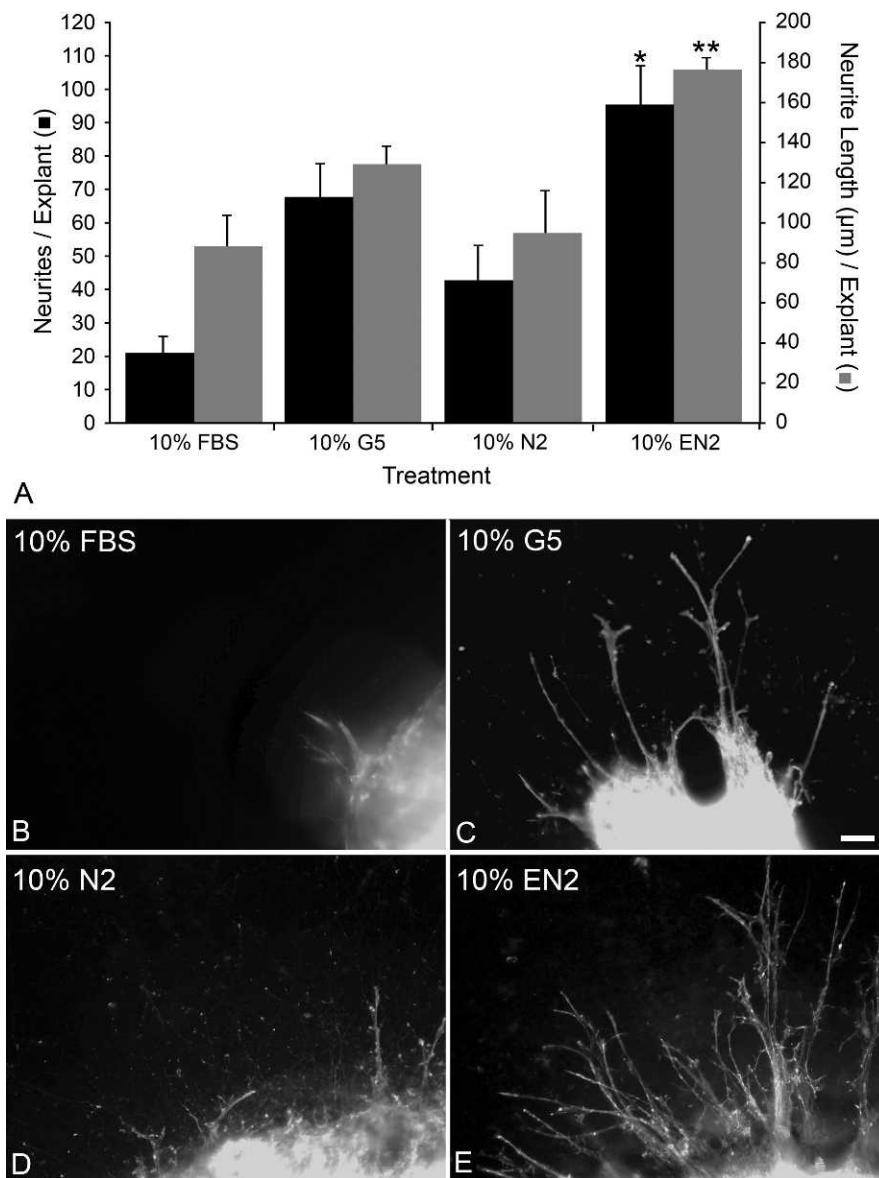 120
110
100
90
80
70
60
50
40
30
20
10
0
Neurites / Explant (■)
200
180
160
140
120
100
80
60
40
20
0
Neurite Length (µm) / Explant (■)
* **
10% FBS 10% G5 10% N2 10% EN2
Treatment
A
10% FBS
B
10% G5
C
10% N2
D
10% EN2
E